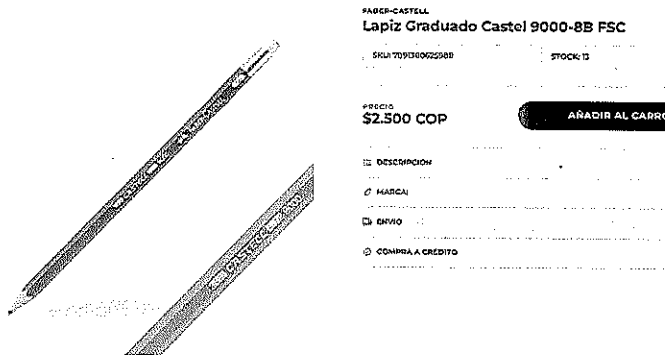 FABER-CASTELL
Lapiz Graduado Castel 9000-8B FSC
STOCK: 13
PRECIO
$2.500 COP
AÑADIR AL CARRO
DESCRIPCION
MARCA:
ENVIO
COMPRA A CREDITO